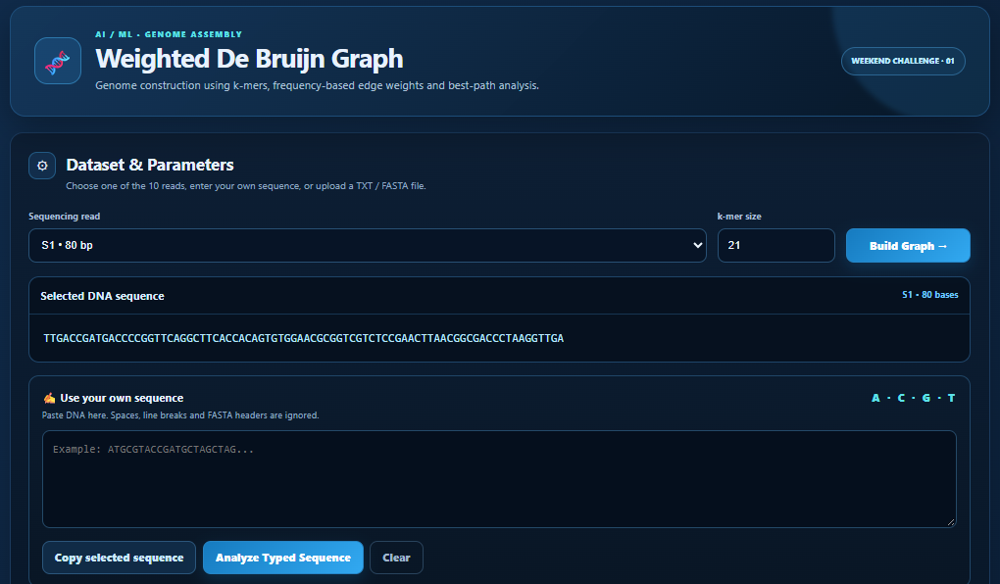 AI / ML · GENOME ASSEMBLY
Weighted De Bruijn Graph
Genome construction using k-mers, frequency-based edge weights and best-path analysis.
WEEKEND CHALLENGE · 01
Dataset & Parameters
Choose one of the 10 reads, enter your own sequence, or upload a TXT / FASTA file.
Sequencing read
k-mer size
S1 • 80 bp
21
Build Graph →
Selected DNA sequence
S1 • 80 bases
TTGACCGATGACCCCGGTTCAGGCTTCACCACAGTGTGGAACGCGGTCGTCTCCGAACTTAACGGCGACCCTAAGGTTGA
✍ Use your own sequence
A · C · G · T
Paste DNA here. Spaces, line breaks and FASTA headers are ignored.
Example: ATGCGTACCGATGCTAGCTAG...
Copy selected sequence
Analyze Typed Sequence
Clear